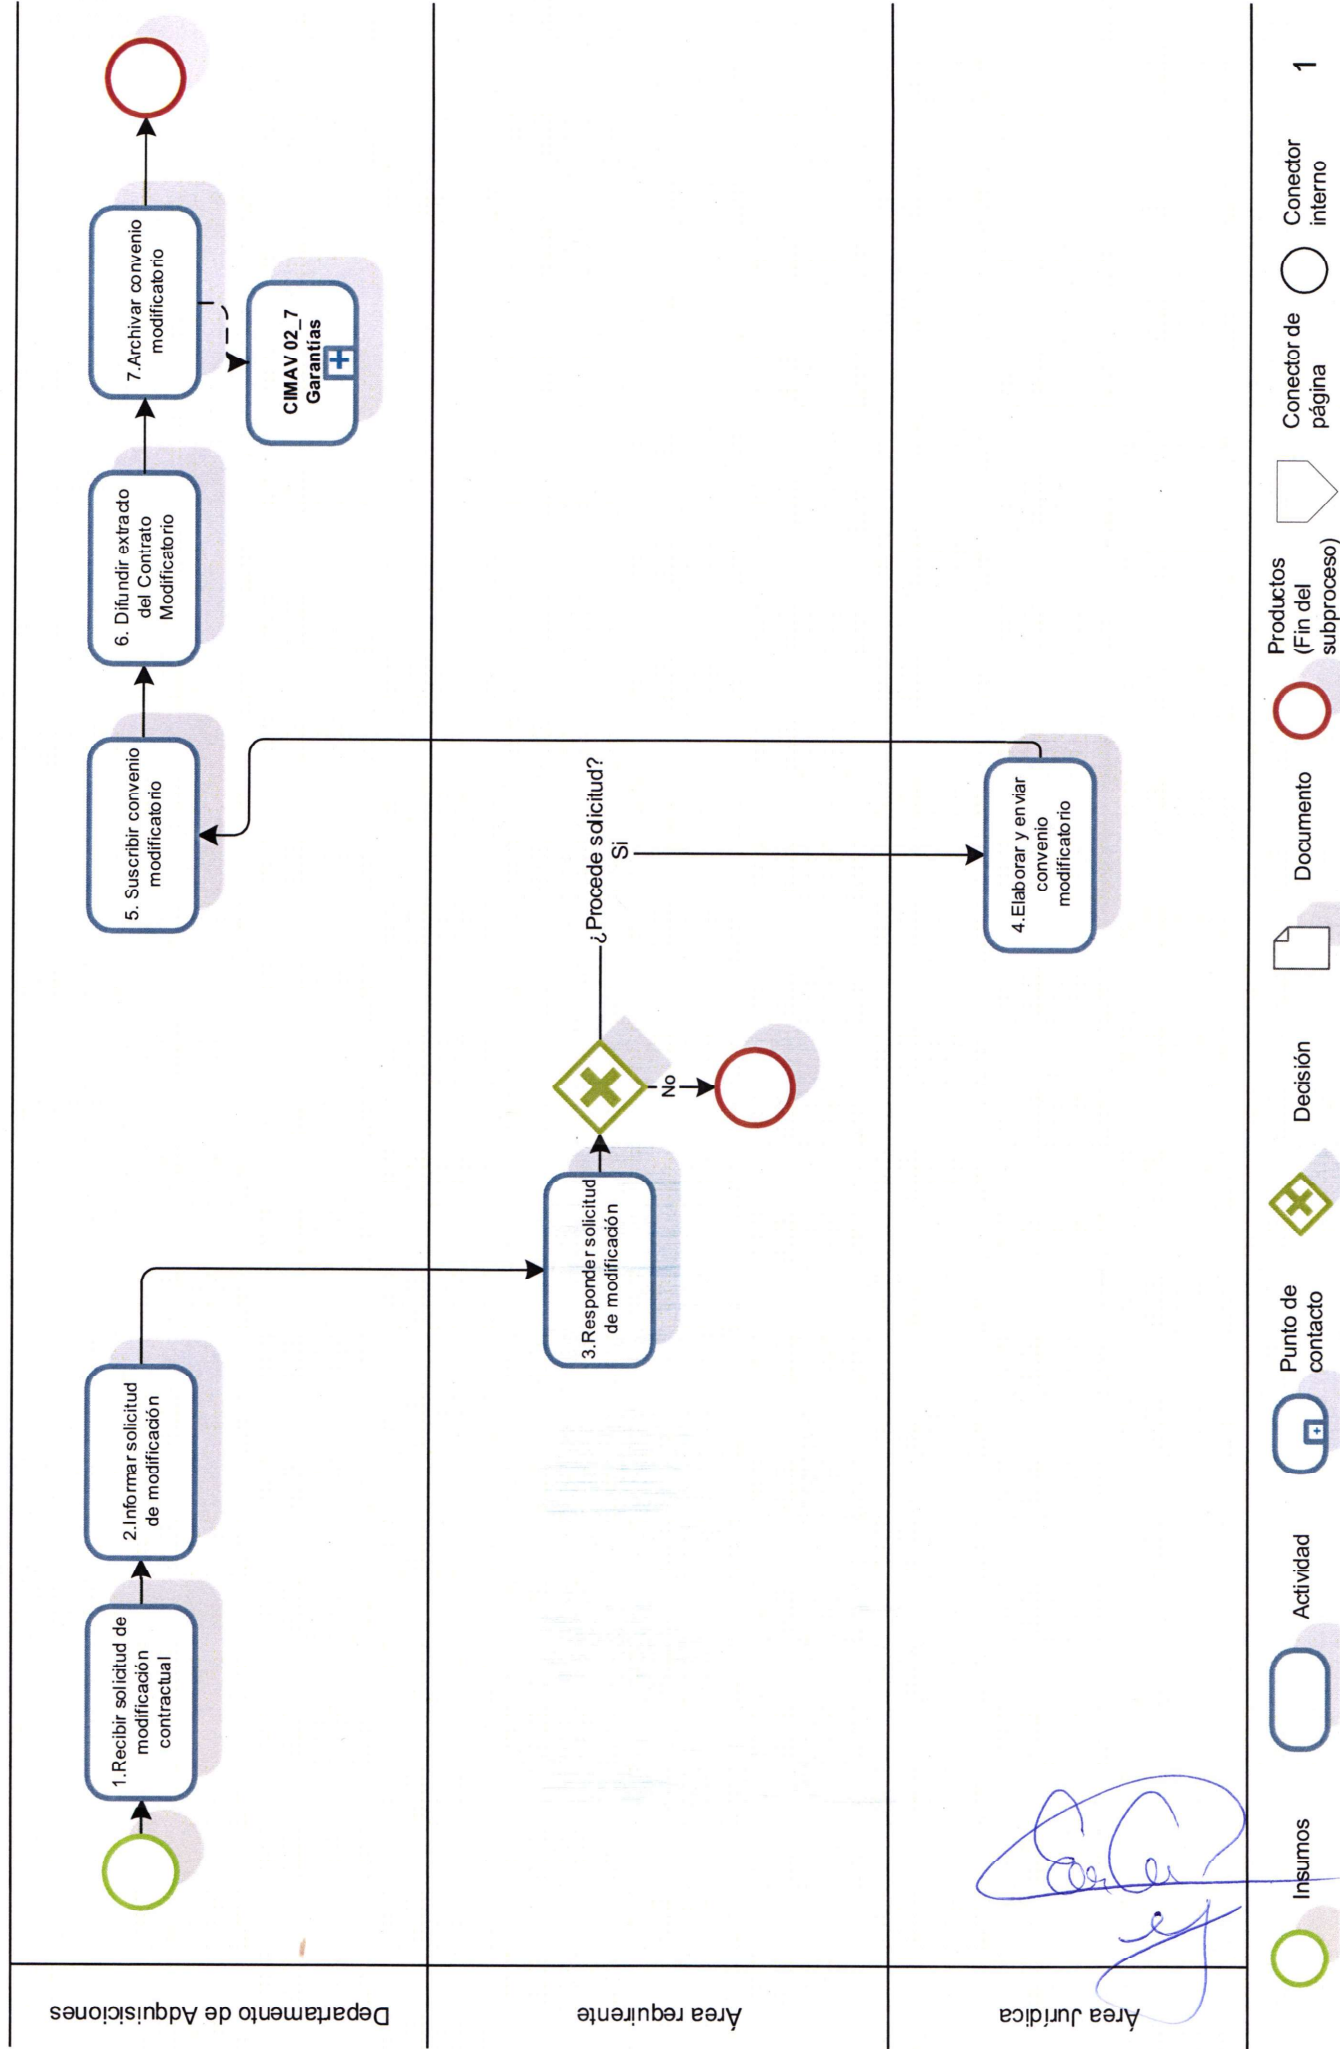 Departamento de Adquisiciones
1.Recibir solicitud de
modificación
contractual
2.Informar solicitud
de modificación
5. Suscribir convenio
modificatorio
6. Difundir extracto
del Contrato
Modificatorio
7.Archivar convenio
modificatorio
CIMAV 02_7
Garantías
Área requirente
3.Responder solicitud
de modificación
¿Procede solicitud?
Si
No
Área Jurídica
4.Elaborar y enviar
convenio
modificatorio
Insumos
Actividad
Punto de
contacto
Decisión
Documento
Productos
(Fin del
subproceso)
Conector de
página
Conector
interno
1